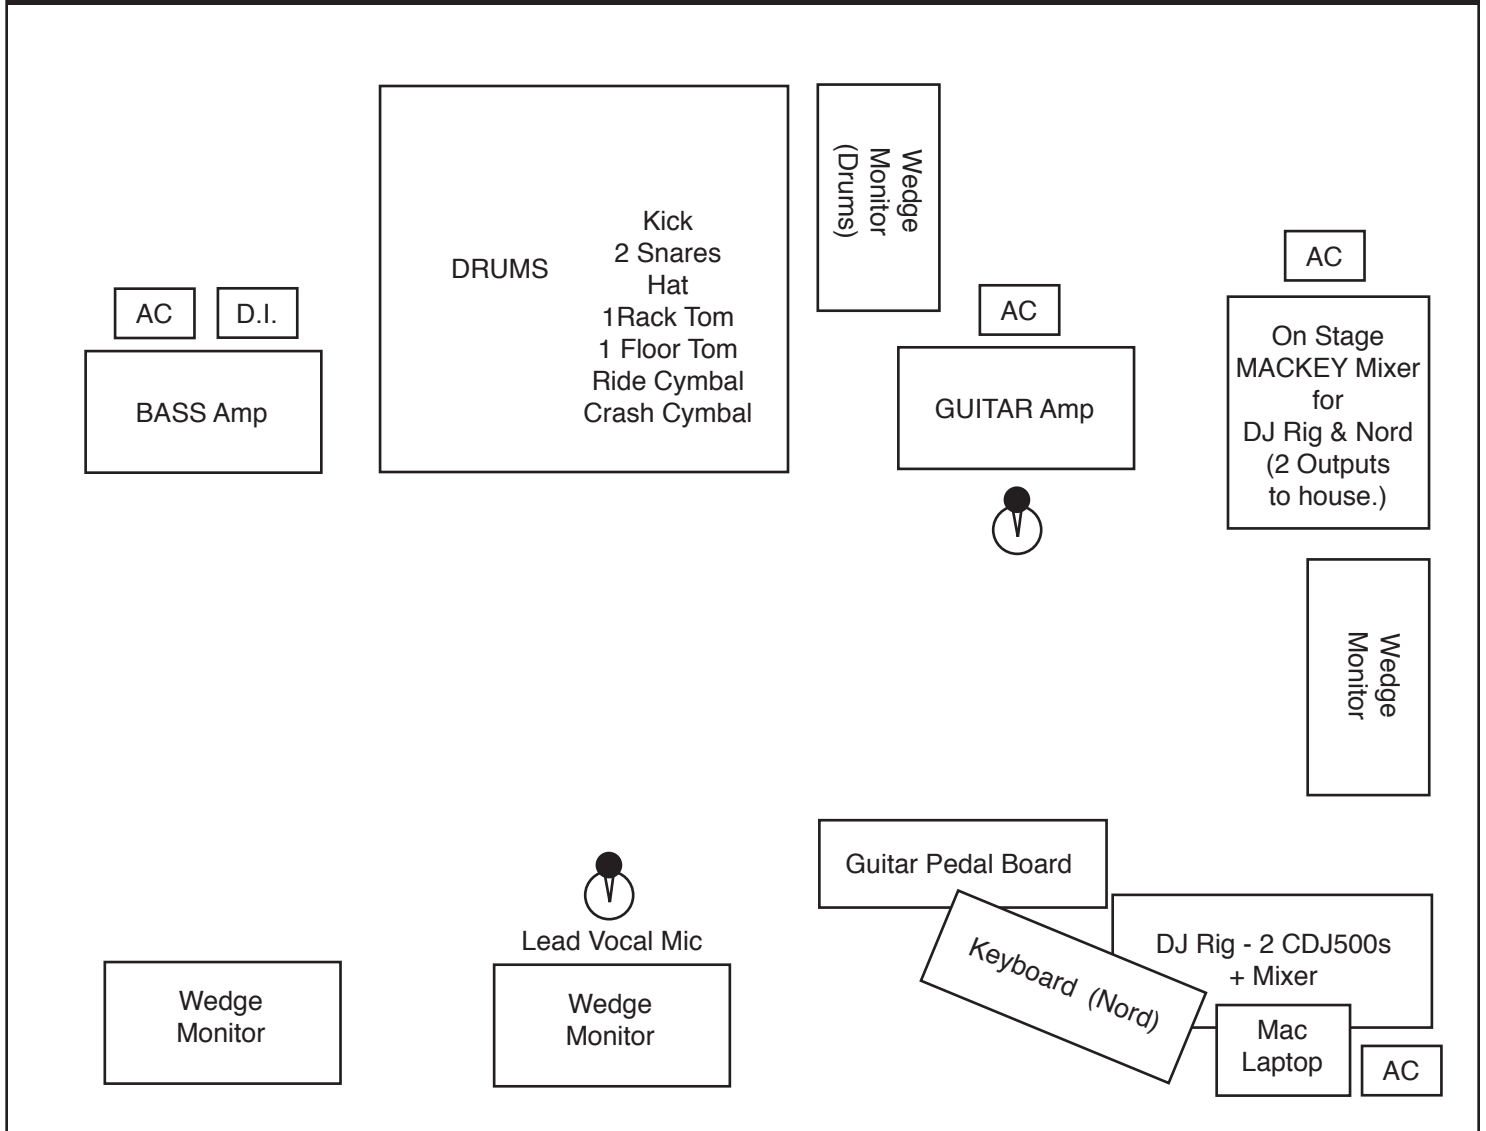 Wedge
Monitor
(Drums)
DRUMS
Kick
2 Snares
Hat
1Rack Tom
1 Floor Tom
Ride Cymbal
Crash Cymbal
AC
D.I.
BASS Amp
AC
GUITAR Amp
AC
On Stage
MACKEY Mixer
for
DJ Rig & Nord
(2 Outputs
to house.)
Wedge
Monitor
Guitar Pedal Board
Lead Vocal Mic
Wedge
Monitor
Wedge
Monitor
Keyboard (Nord)
DJ Rig - 2 CDJ500s
+ Mixer
Mac
Laptop
AC